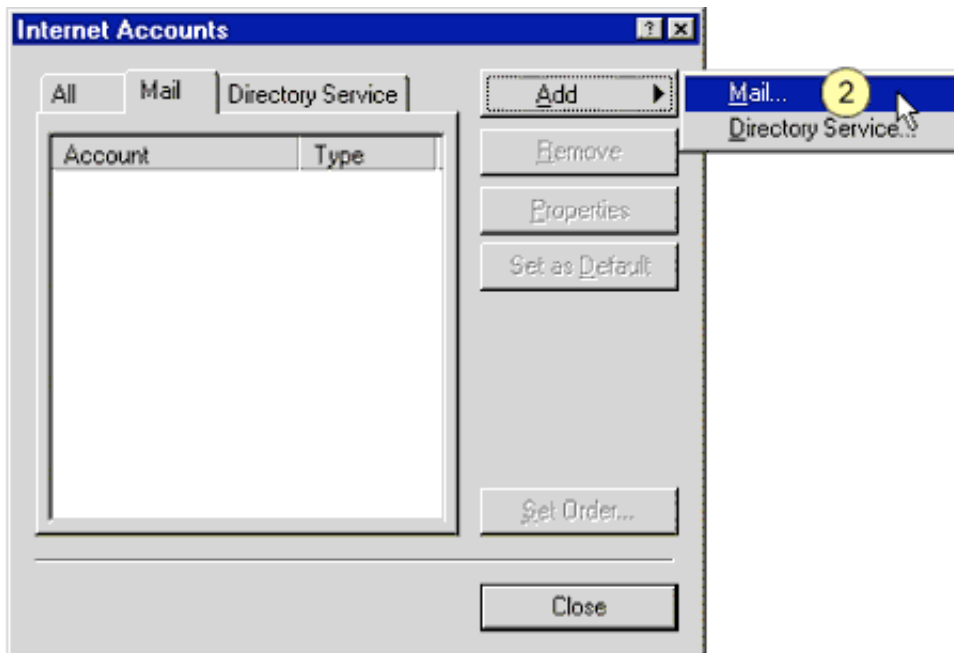 Internet Accounts
All Mail Directory Service
Account Type
Add
Mail... 2
Directory Service...
Remove
Properties
Set as Default
Set Order...
Close